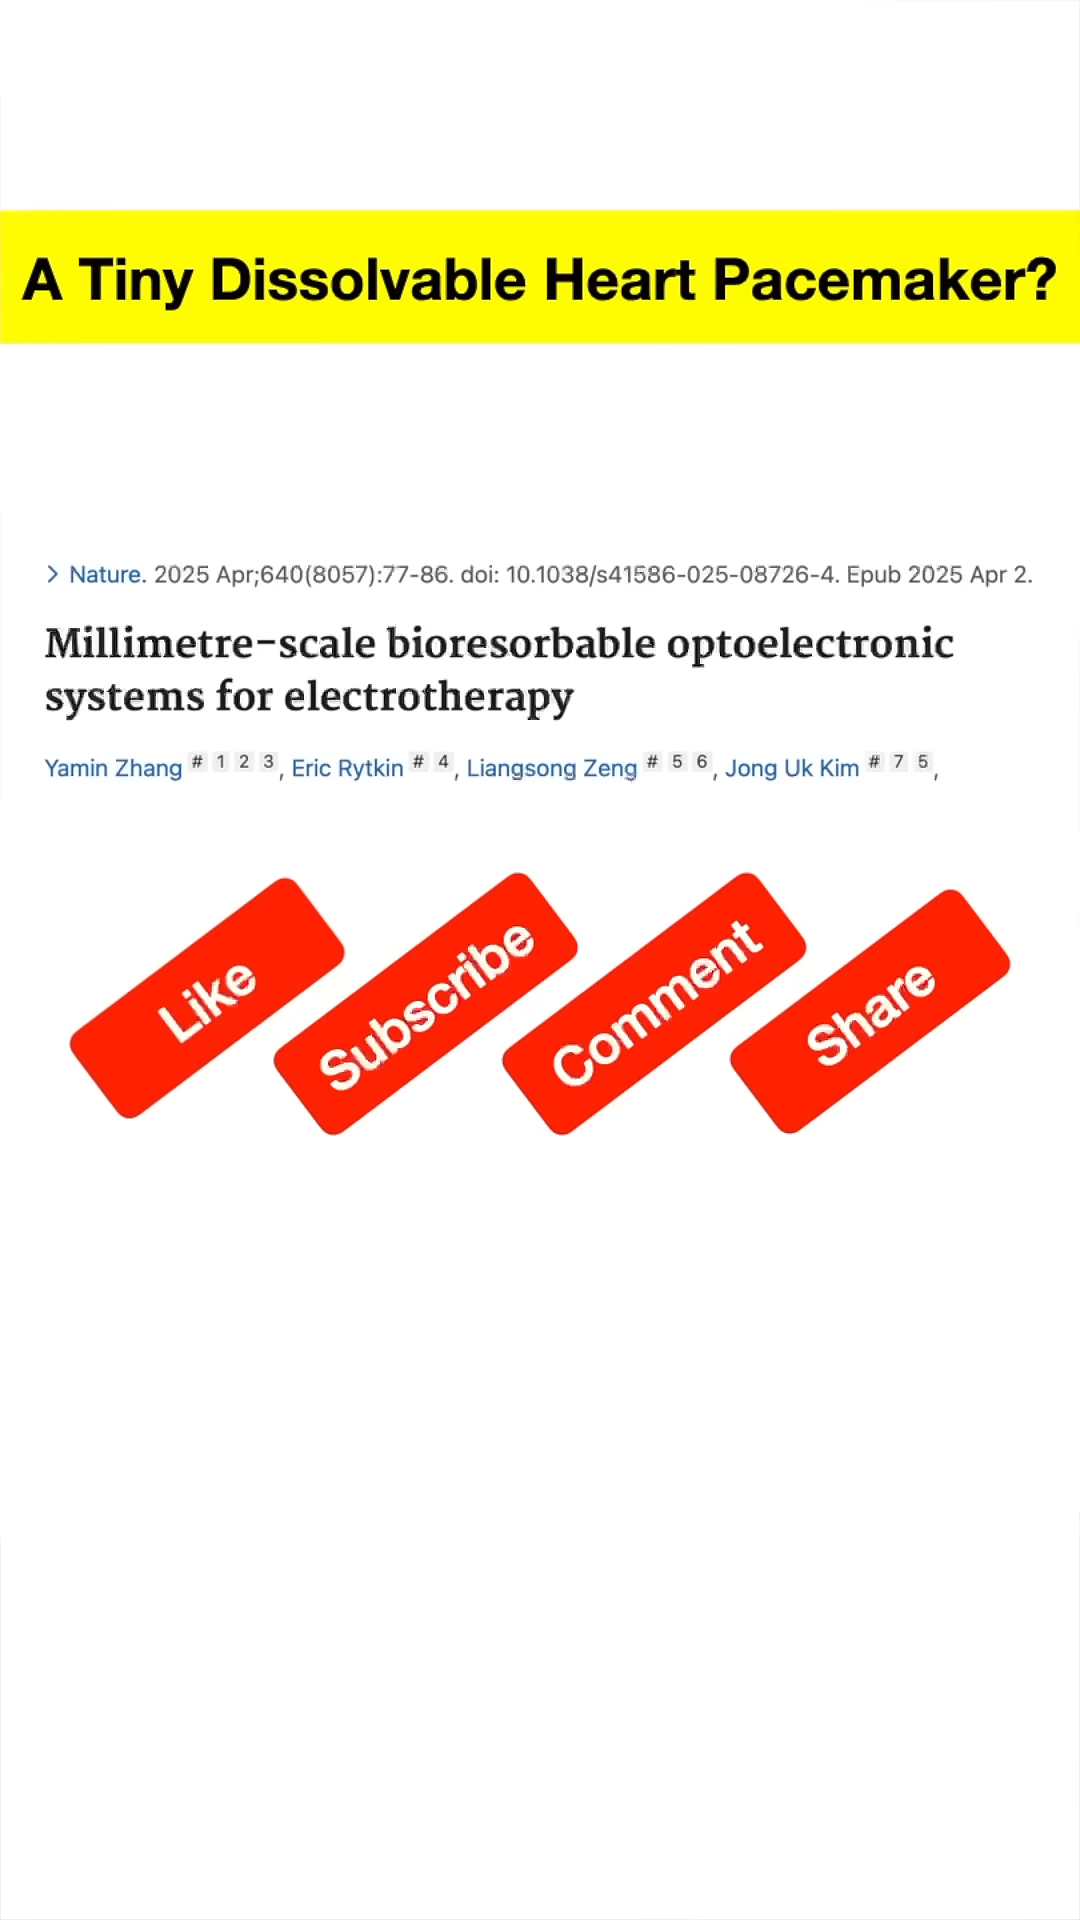 A Tiny Dissolvable Heart Pacemaker?
> Nature. 2025 Apr;640(8057):77-86. doi: 10.1038/s41586-025-08726-4. Epub 2025 Apr 2.
Millimetre-scale bioresorbable optoelectronic
systems for electrotherapy
Yamin Zhang # 1 2 3, Eric Rytkin # 4, Liangsong Zeng # 5 6, Jong Uk Kim # 7 5,
Like
Subscribe
Comment
Share